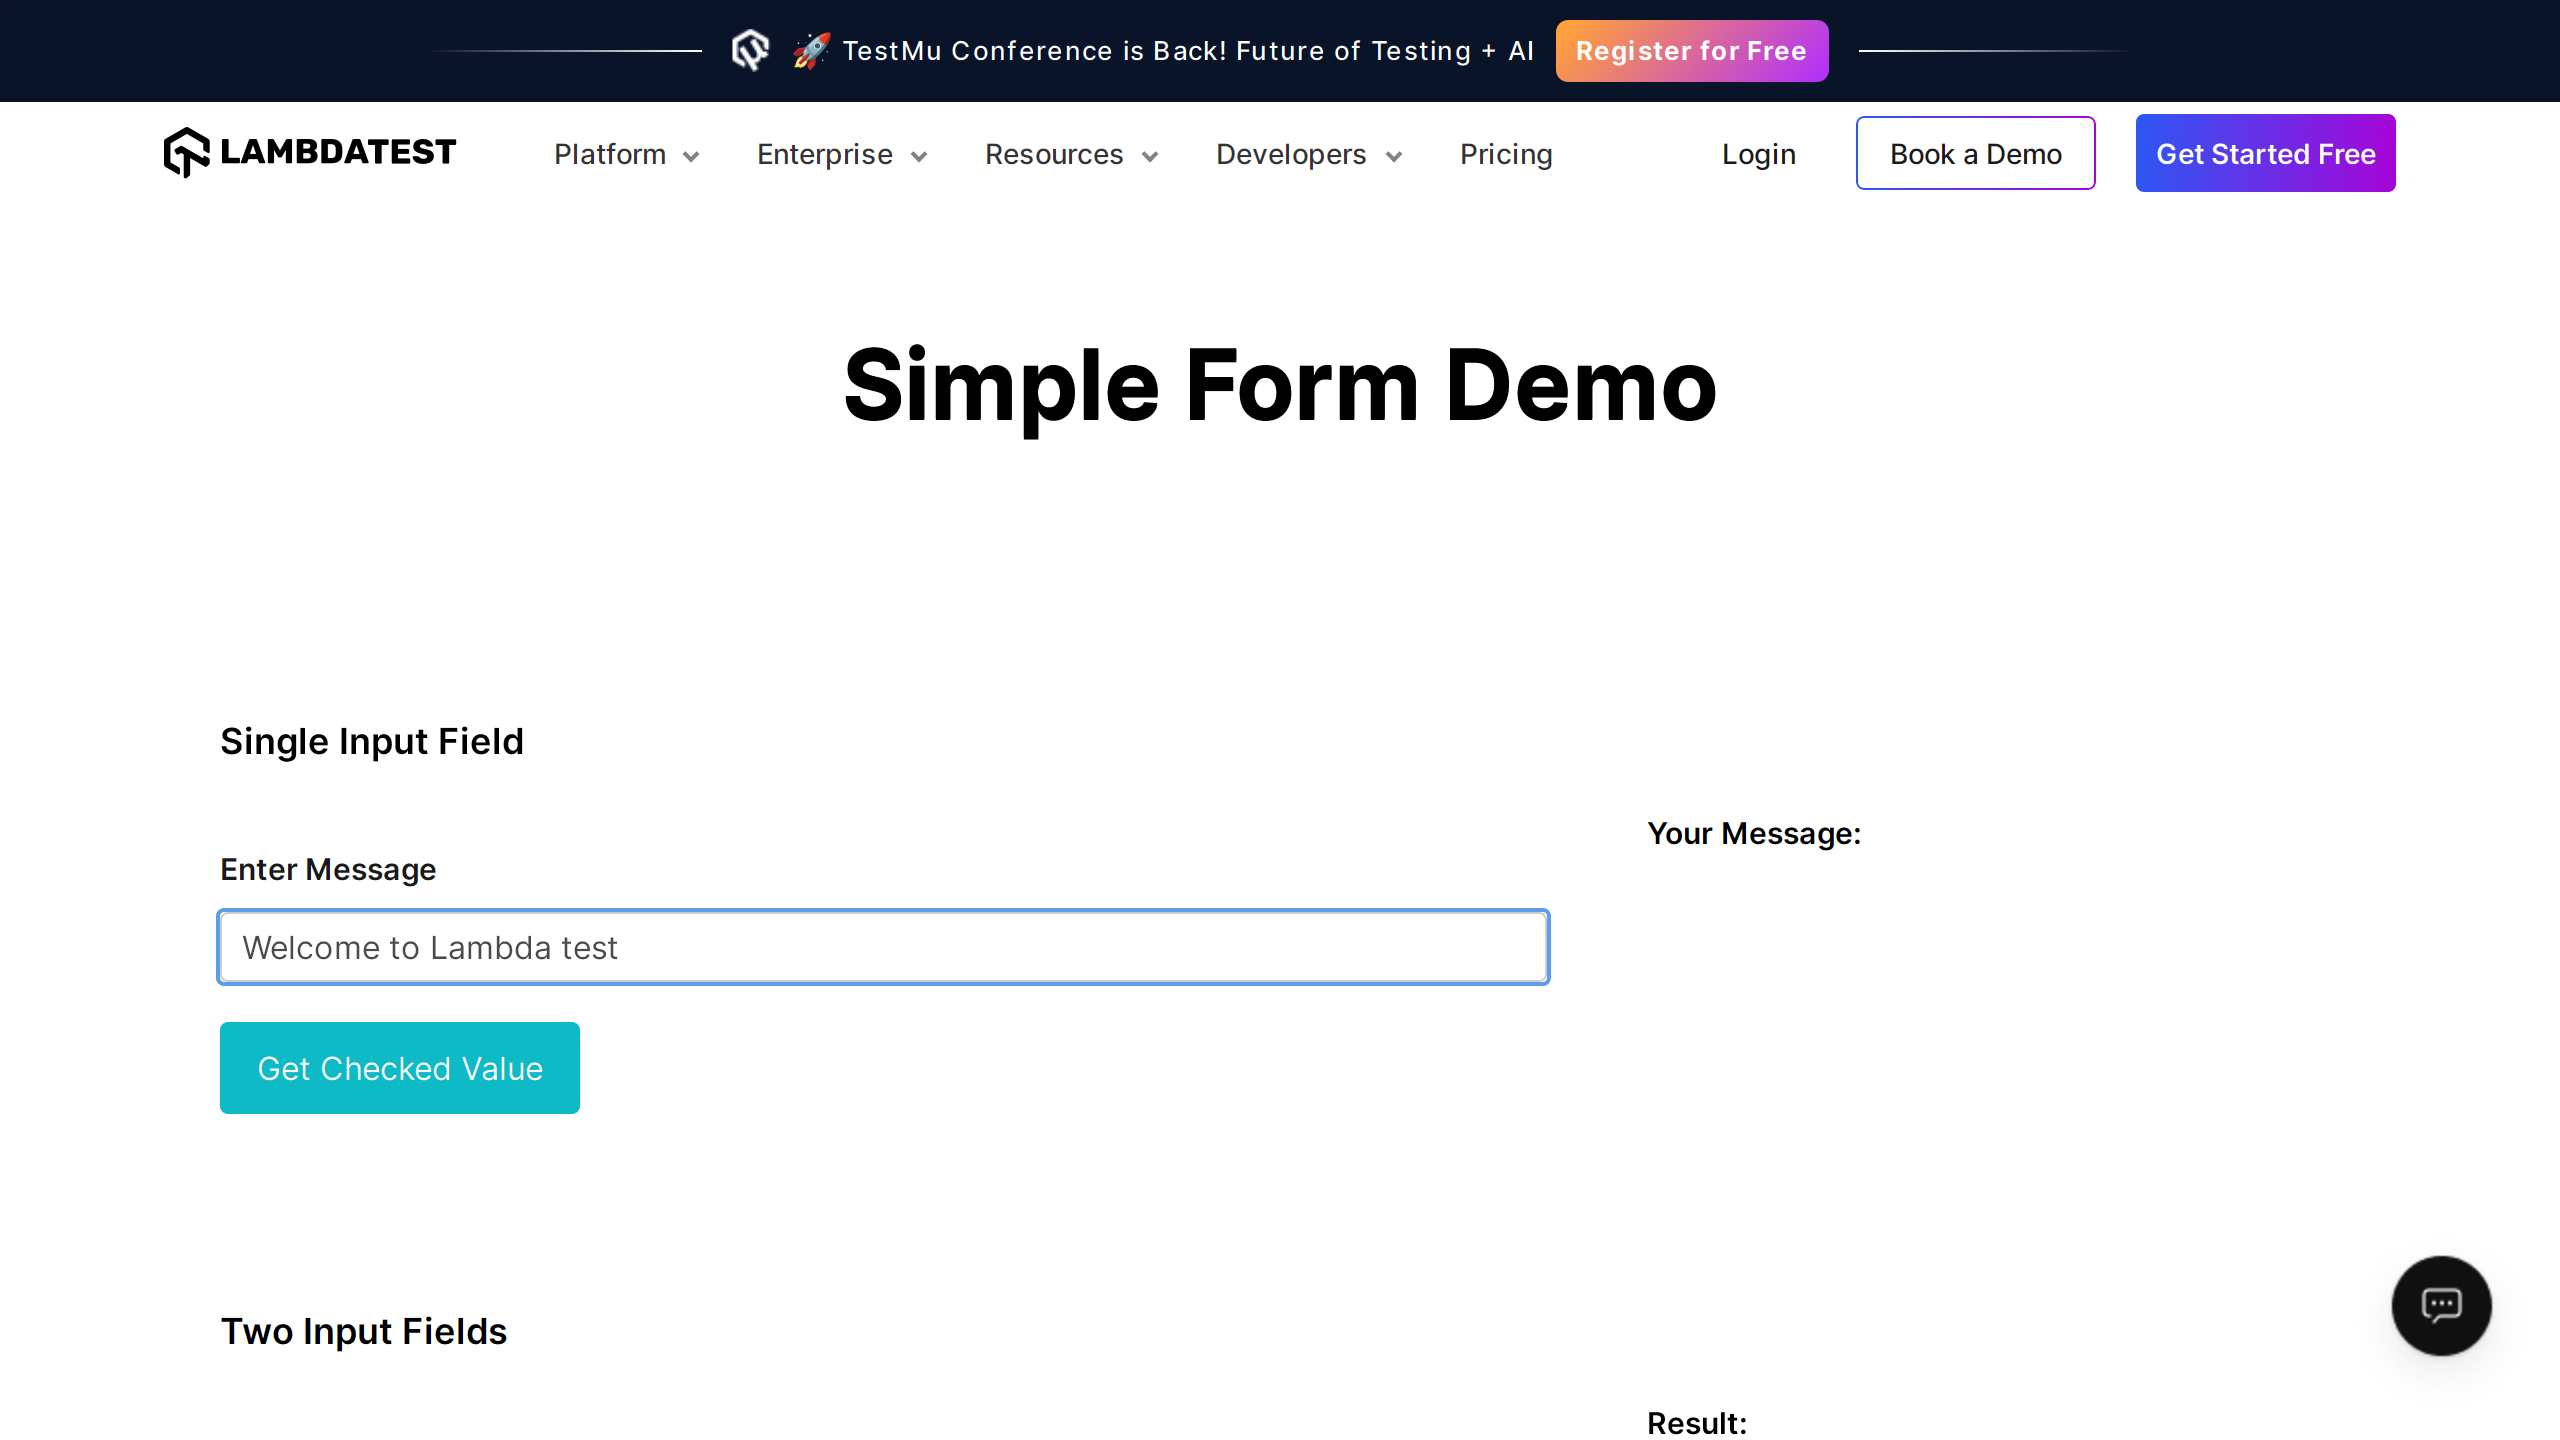 🚀 TestMu Conference is Back! Future of Testing + AI Register for Free
LAMBDATEST Platform Enterprise Resources Developers Pricing Login Book a Demo Get Started Free
Simple Form Demo
Single Input Field
Your Message:
Enter Message
Welcome to Lambda test
Get Checked Value
Two Input Fields
Result: